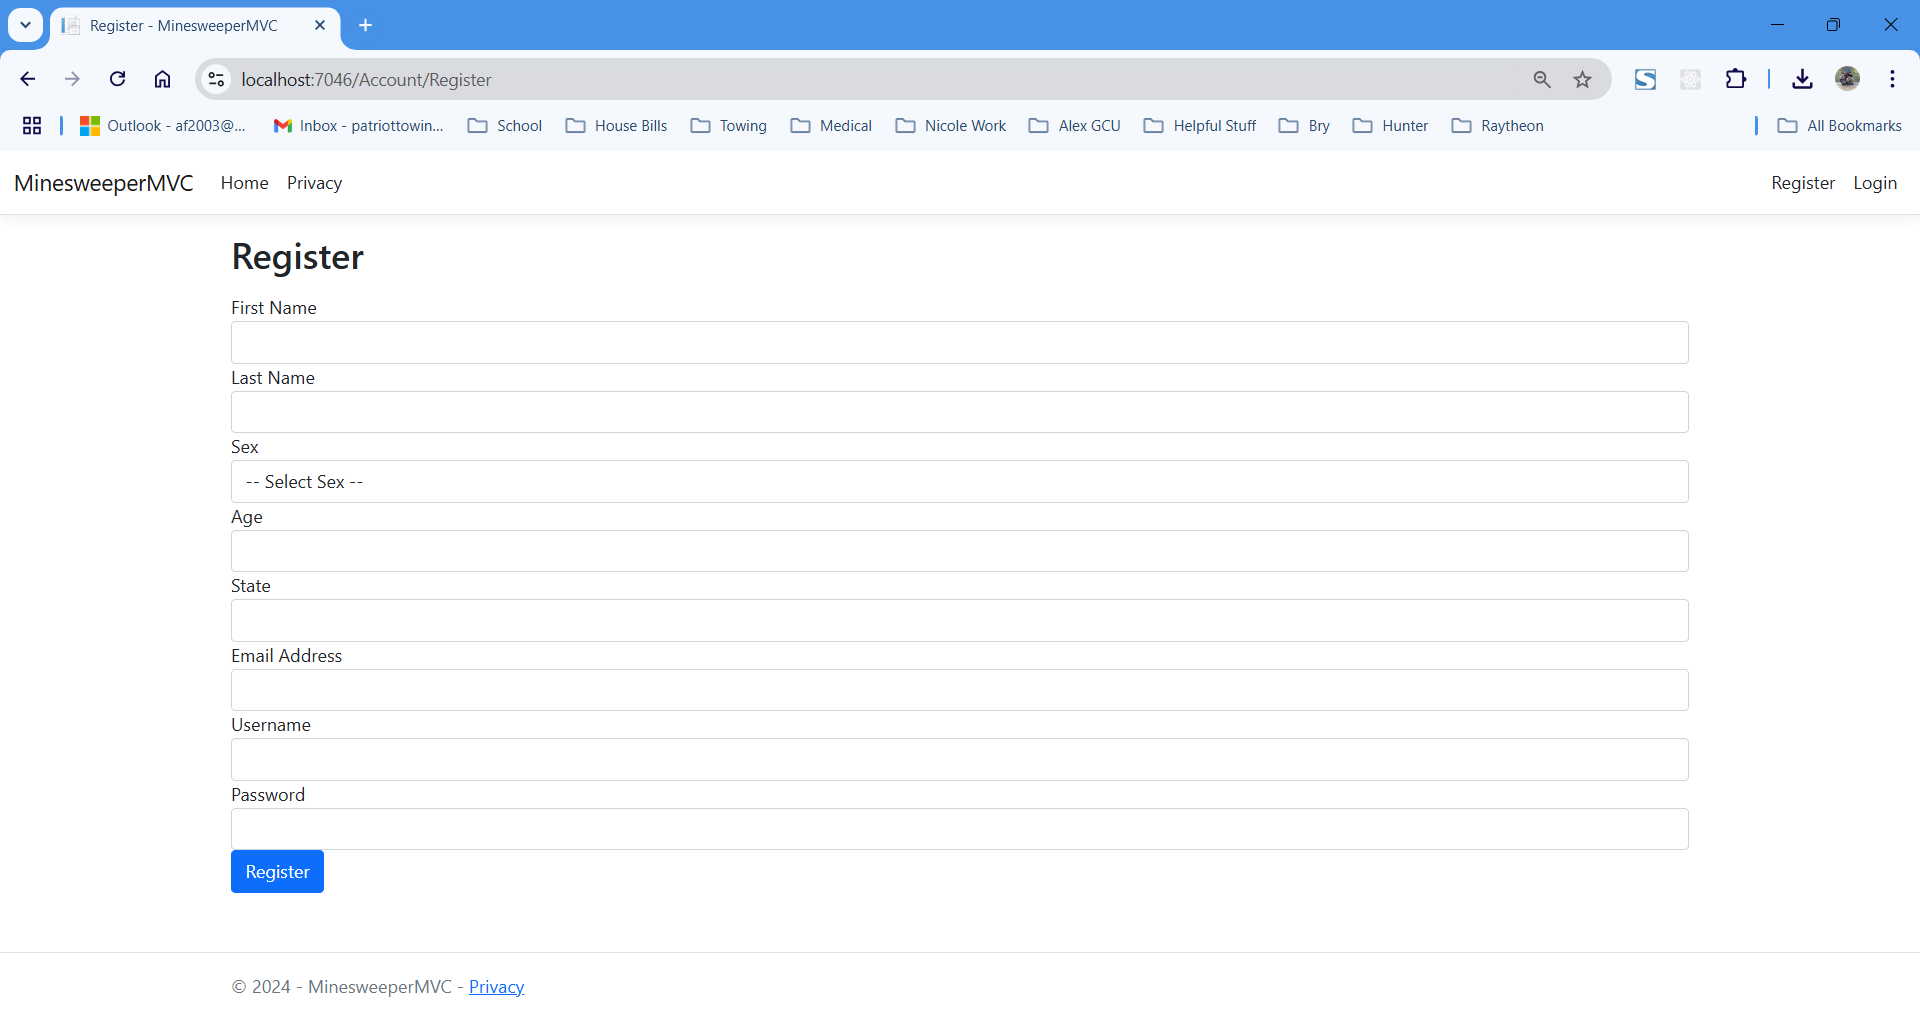 Register - MinesweeperMVC
localhost:7046/Account/Register
Outlook - af2003@... Inbox - patriottowin... School House Bills Towing Medical Nicole Work Alex GCU Helpful Stuff Bry Hunter Raytheon All Bookmarks
MinesweeperMVC Home Privacy Register Login
Register
First Name
Last Name
Sex
-- Select Sex --
Age
State
Email Address
Username
Password
Register
© 2024 - MinesweeperMVC - Privacy